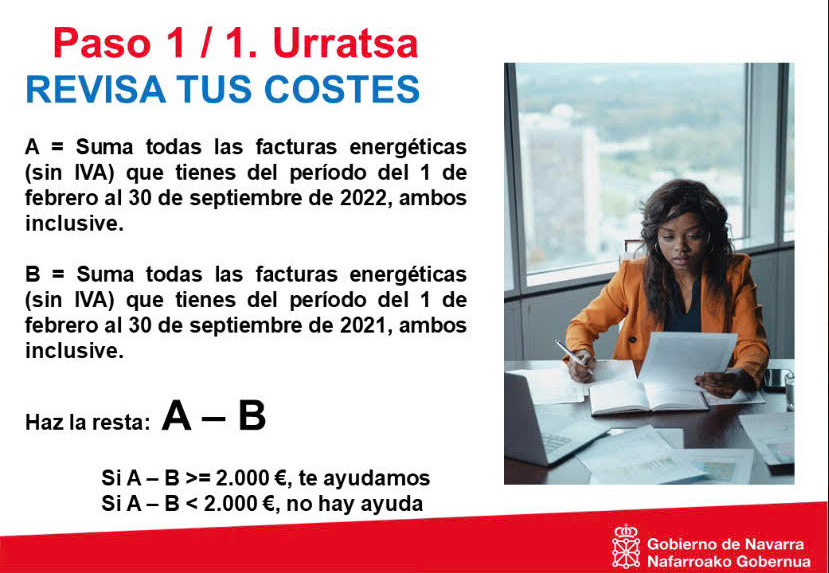 Paso 1 / 1. Urratsa
REVISA TUS COSTES
A = Suma todas las facturas energéticas
(sin IVA) que tienes del período del 1 de
febrero al 30 de septiembre de 2022, ambos
inclusive.
B = Suma todas las facturas energéticas
(sin IVA) que tienes del período del 1 de
febrero al 30 de septiembre de 2021, ambos
inclusive.
Haz la resta: A – B
Si A – B >= 2.000 €, te ayudamos
Si A – B < 2.000 €, no hay ayuda
Gobierno de Navarra
Nafarroako Gobernua